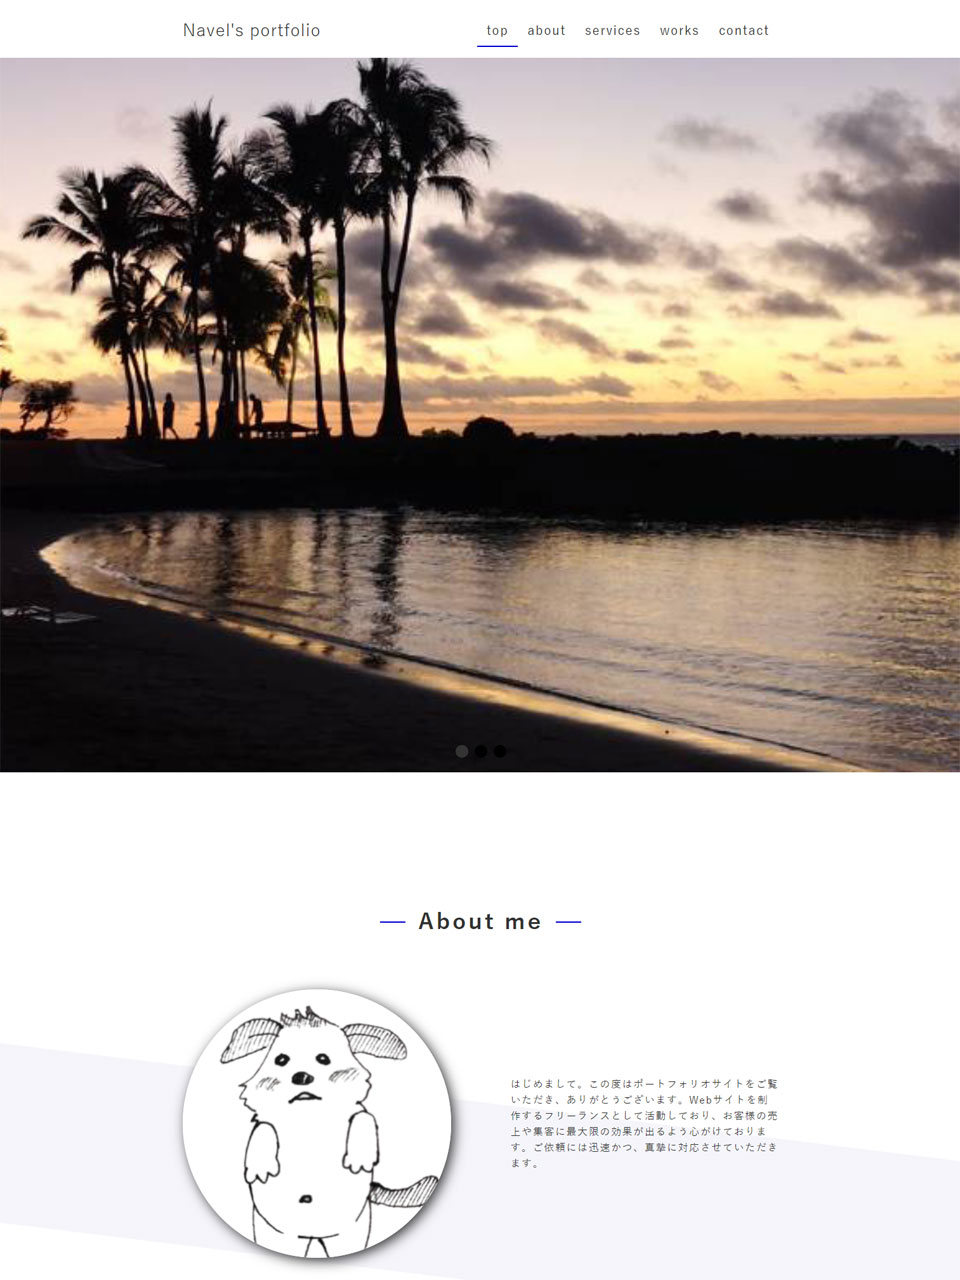 Navel's portfolio
top about services works contact
About me
はじめまして。この度はポートフォリオサイトをご覧
いただき、ありがとうございます。Webサイトを制
作するフリーランスとして活動しており、お客様の売
上や集客に最大限の効果が出るよう心がけておりま
す。ご依頼には迅速かつ、真摯に対応させていただき
ます。